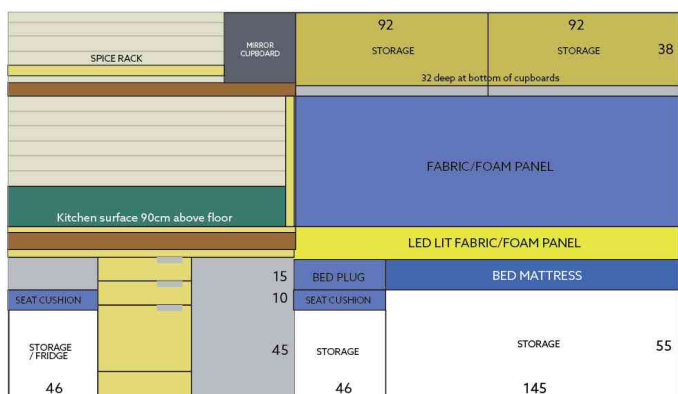 92
92
SPICE RACK
MIRROR
CUPBOARD
STORAGE
STORAGE
38
32 deep at bottom of cupboards
FABRIC/FOAM PANEL
Kitchen surface 90cm above floor
LED LIT FABRIC/FOAM PANEL
15
BED PLUG
BED MATTRESS
SEAT CUSHION
10
SEAT CUSHION
STORAGE
/ FRIDGE
45
STORAGE
STORAGE
55
46
46
145